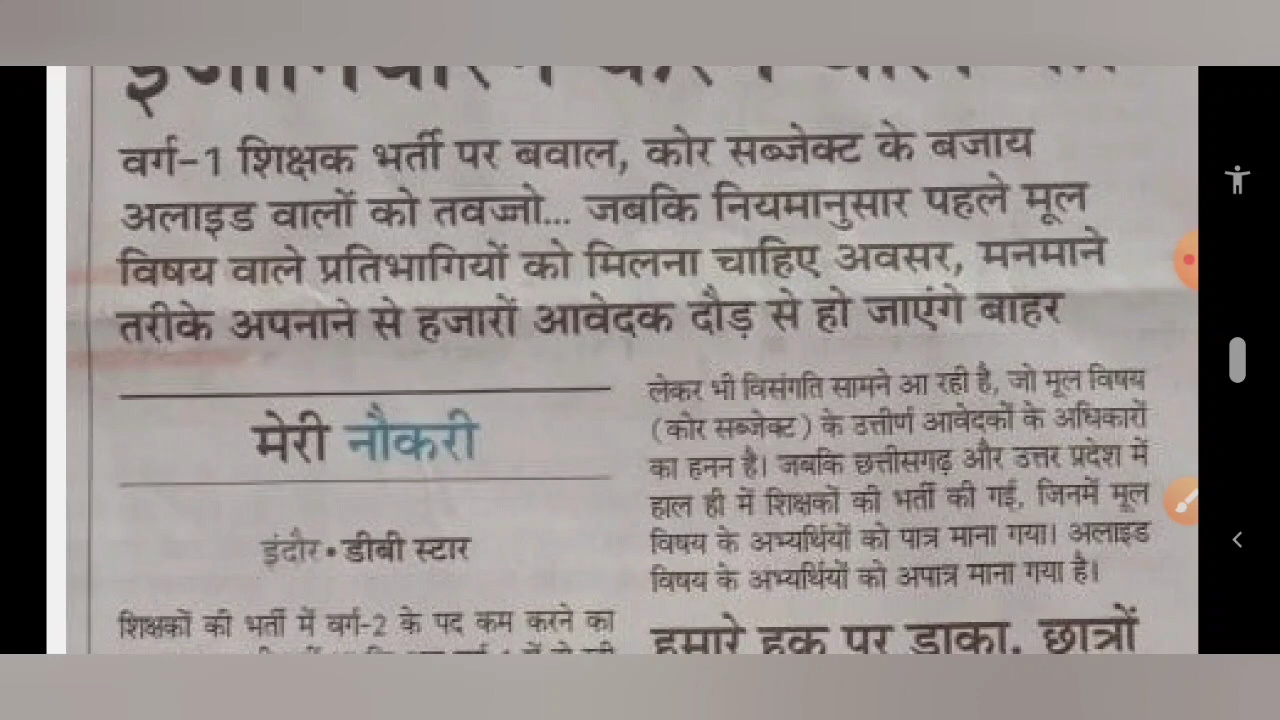 वर्ग-1 शिक्षक भर्ती पर बवाल, कोर सब्जेक्ट के बजाय
अलाइड वालों को तवज्जो... जबकि नियमानुसार पहले मूल
विषय वाले प्रतिभागियों को मिलना चाहिए अवसर, मनमाने
तरीके अपनाने से हजारों आवेदक दौड़ से हो जाएंगे बाहर
मेरी नौकरी
इंदौर • डीबी स्टार
शिक्षकों की भर्ती में वर्ग-2 के पद कम करने का
लेकर भी विसंगति सामने आ रही है, जो मूल विषय
(कोर सब्जेक्ट) के उत्तीर्ण आवेदकों के अधिकारों
का हनन है। जबकि छत्तीसगढ़ और उत्तर प्रदेश में
हाल ही में शिक्षकों की भर्ती की गई, जिनमें मूल
विषय के अभ्यर्थियों को पात्र माना गया। अलाइड
विषय के अभ्यर्थियों को अपात्र माना गया है।
हमारे हक पर डाका, छात्रों